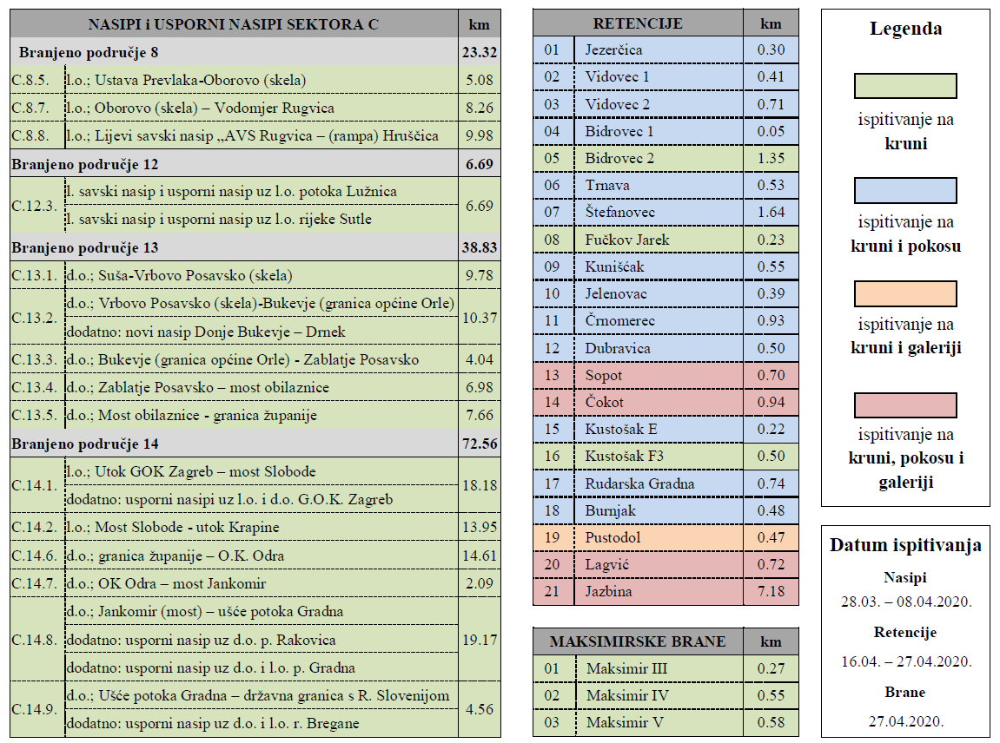 NASIPI i USPORNI NASIPI SEKTORA C km
Branjeno područje 8 23.32
C.8.5. l.o.; Ustava Prevlaka-Oborovo (skela) 5.08
C.8.7. l.o.; Oborovo (skela) – Vodomjer Rugvica 8.26
C.8.8. l.o.; Lijevi savski nasip „AVS Rugvica – (rampa) Hruščica 9.98
Branjeno područje 12 6.69
C.12.3. l. savski nasip i usporni nasip uz l.o. potoka Lužnica 6.69
l. savski nasip i usporni nasip uz l.o. rijeke Sutle
Branjeno područje 13 38.83
C.13.1. d.o.; Suša-Vrbovo Posavsko (skela) 9.78
C.13.2. d.o.; Vrbovo Posavsko (skela)-Bukevje (granica općine Orle) 10.37
dodatno: novi nasip Donje Bukevje – Drnek
C.13.3. d.o.; Bukevje (granica općine Orle) - Zablatje Posavsko 4.04
C.13.4. d.o.; Zablatje Posavsko – most obilaznice 6.98
C.13.5. d.o.; Most obilaznice - granica županije 7.66
Branjeno područje 14 72.56
C.14.1. l.o.; Utok GOK Zagreb – most Slobode 18.18
dodatno: usporni nasipi uz l.o. i d.o. G.O.K. Zagreb
C.14.2. l.o.; Most Slobode - utok Krapine 13.95
C.14.6. d.o.; granica županije – O.K. Odra 14.61
C.14.7. d.o.; OK Odra – most Jankomir 2.09
C.14.8. d.o.; Jankomir (most) – ušće potoka Gradna 19.17
dodatno: usporni nasip uz d.o. p. Rakovica
dodatno: usporni nasip uz d.o. i l.o. p. Gradna
C.14.9. d.o.; Ušće potoka Gradna – državna granica s R. Slovenijom 4.56
dodatno: usporni nasip uz d.o. i l.o. r. Bregane
RETENCIJE km
01 Jezerčica 0.30
02 Vidovec 1 0.41
03 Vidovec 2 0.71
04 Bidrovec 1 0.05
05 Bidrovec 2 1.35
06 Trnava 0.53
07 Štefanovec 1.64
08 Fučkov Jarek 0.23
09 Kunišćak 0.55
10 Jelenovac 0.39
11 Črnomerec 0.93
12 Dubravica 0.50
13 Sopot 0.70
14 Čokot 0.94
15 Kustošak E 0.22
16 Kustošak F3 0.50
17 Rudarska Gradna 0.74
18 Burnjak 0.48
19 Pustodol 0.47
20 Lagvić 0.72
21 Jazbina 7.18
MAKSIMIRSKE BRANE km
01 Maksimir III 0.27
02 Maksimir IV 0.55
03 Maksimir V 0.58
Legenda
ispitivanje na
kruni
ispitivanje na
kruni i pokosu
ispitivanje na
kruni i galeriji
ispitivanje na
kruni, pokosu i
galeriji
Datum ispitivanja
Nasipi
28.03. – 08.04.2020.
Retencije
16.04. – 27.04.2020.
Brane
27.04.2020.